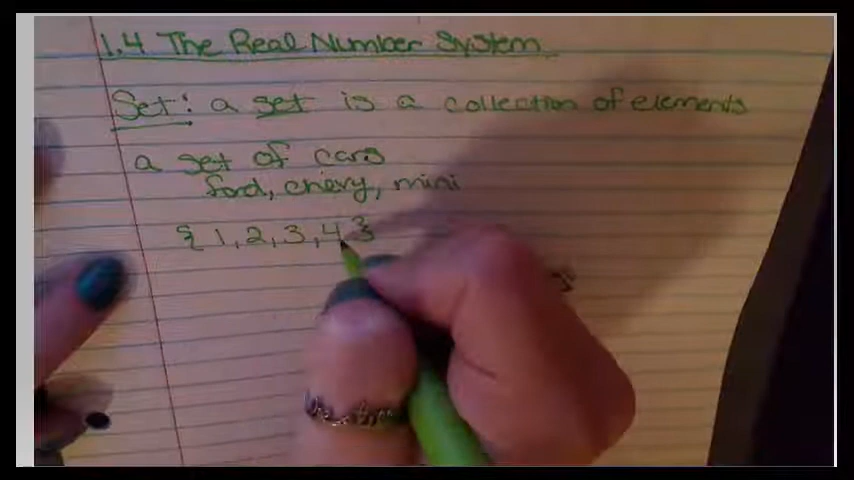 1.4 The Real Number System
Set: a set is a collection of elements
a set of cars
ford, chevy, mini
{1, 2, 3, 4}